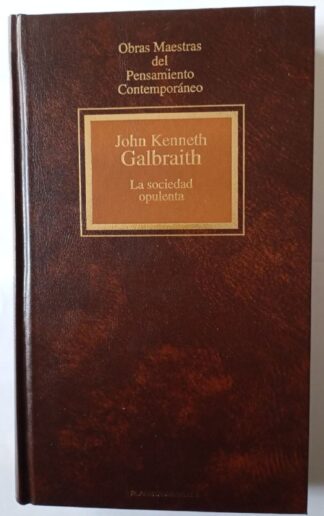 Obras Maestras
del
Pensamiento
Contemporáneo
John Kenneth
Galbraith
La sociedad
opulenta